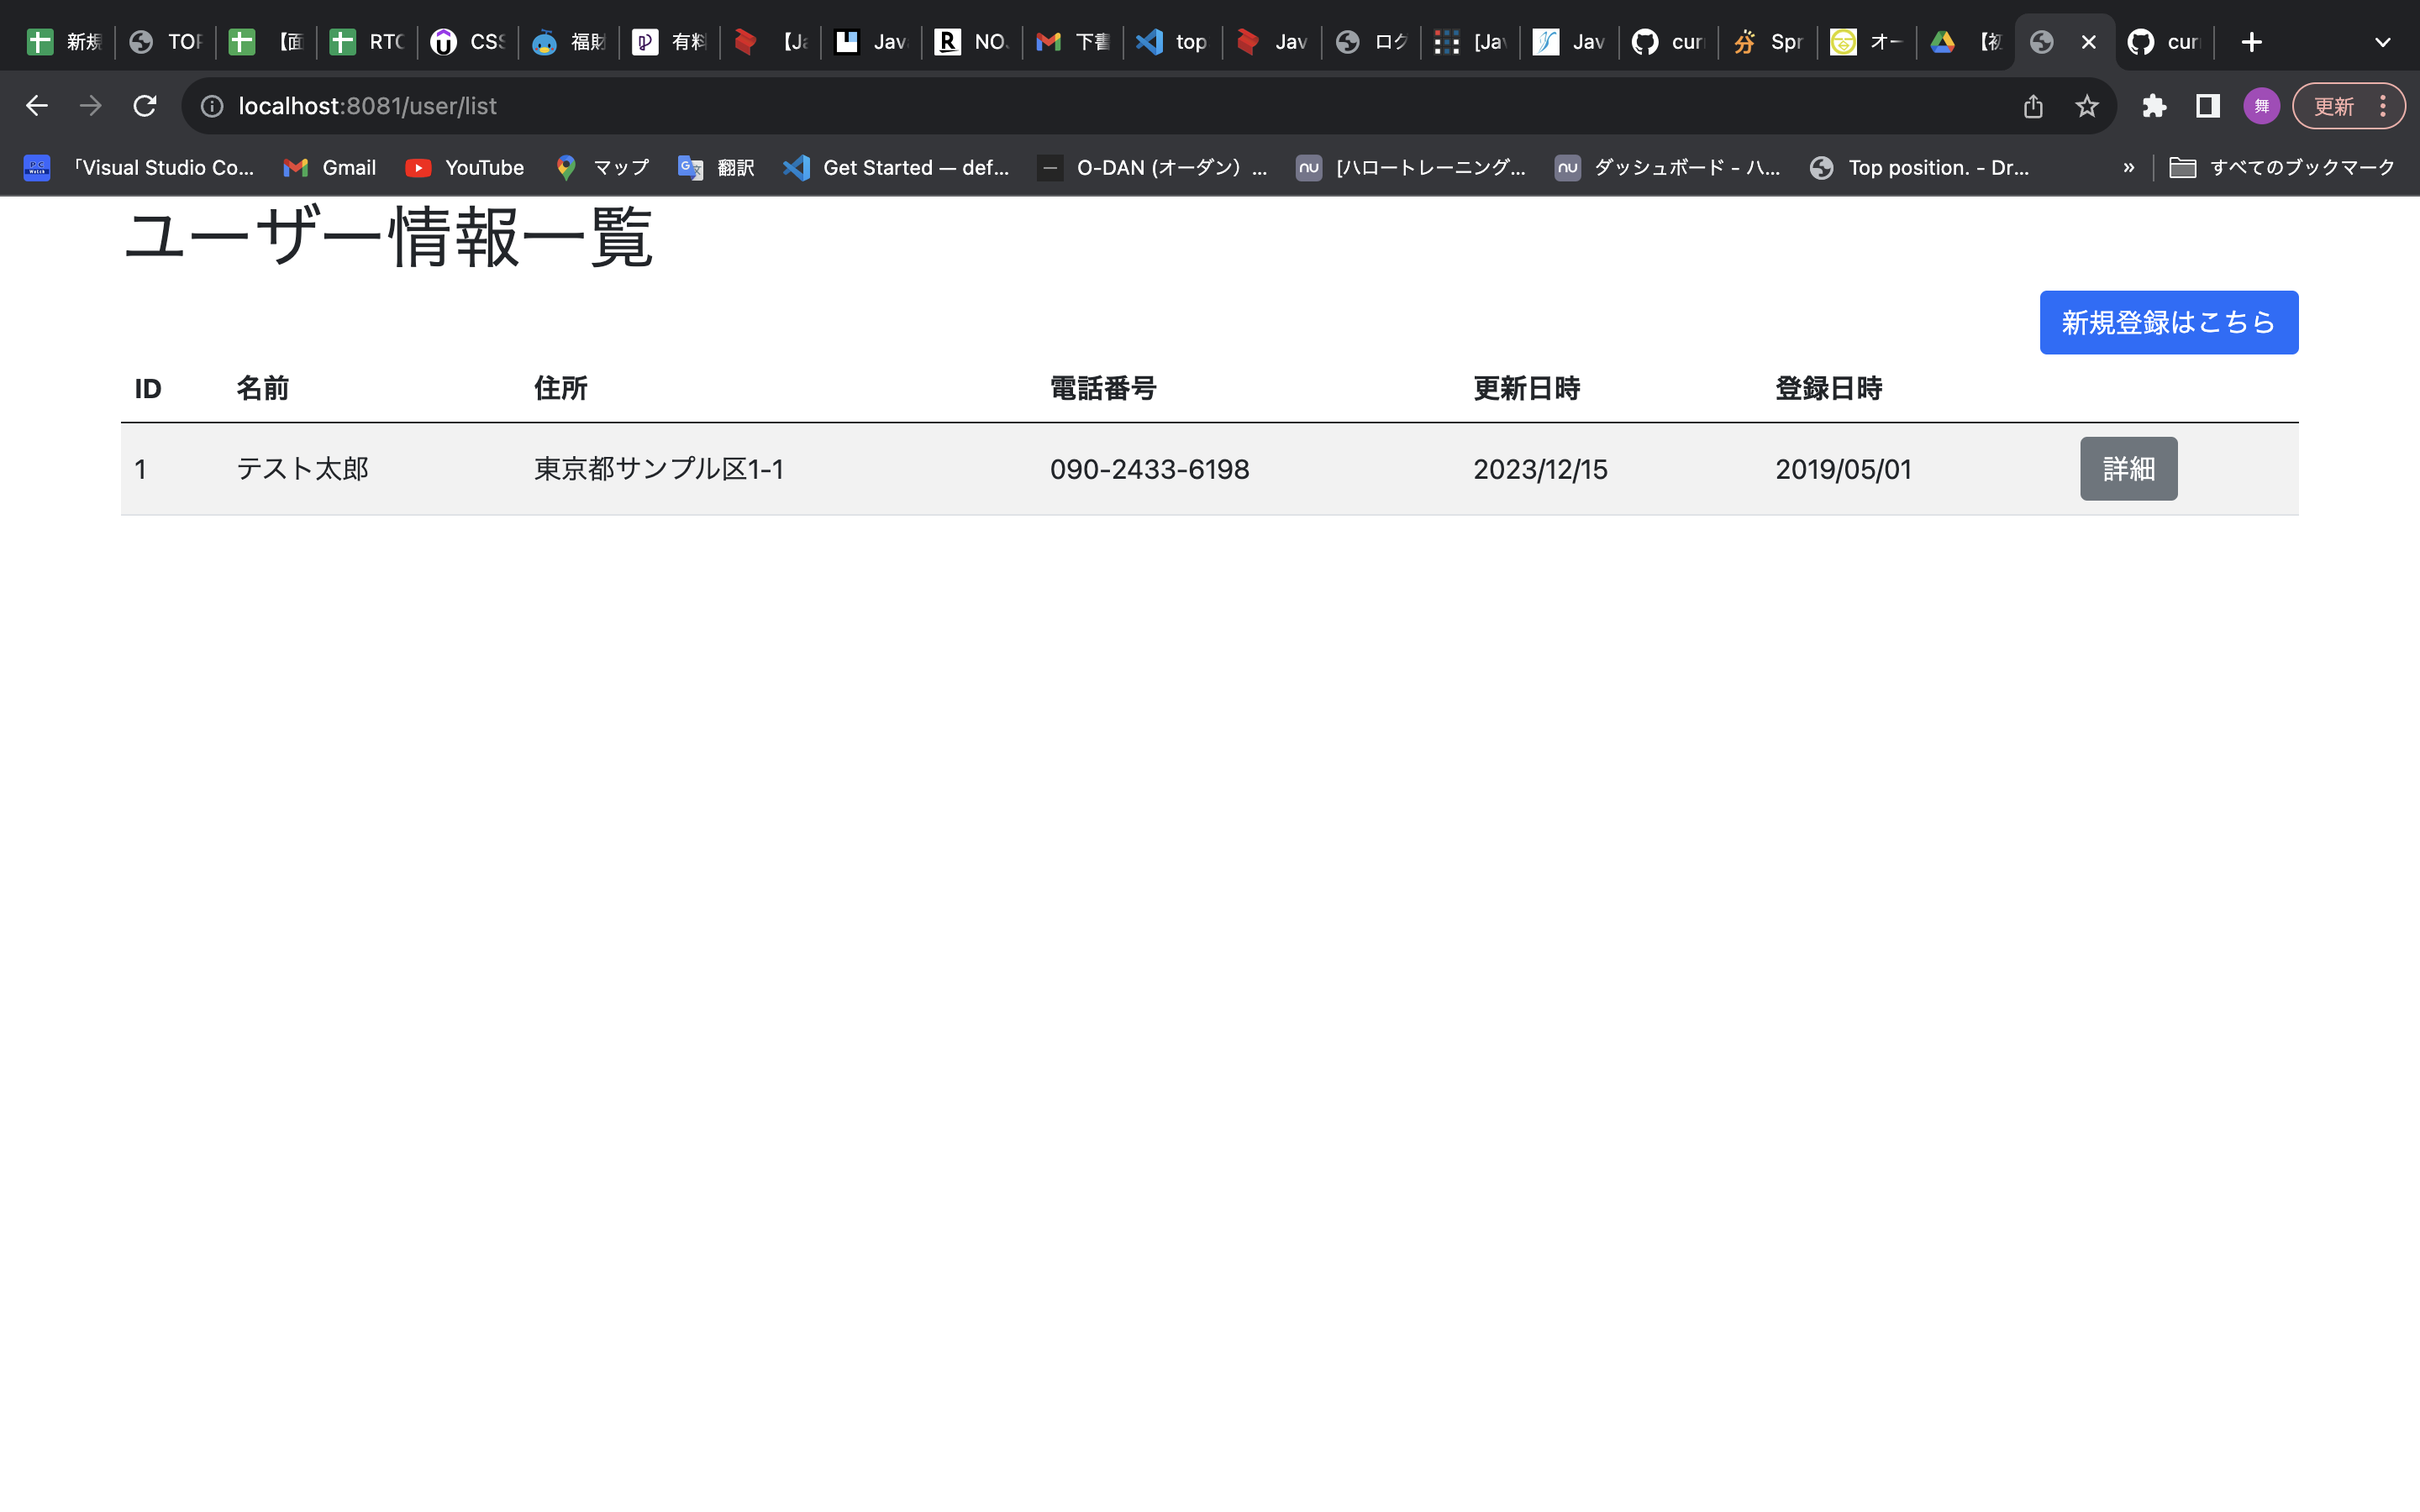 新規 TOP 【面 RTC CSS 福財 有料 【Ja Jav NO. 下書 top Jav ログ [Jav Jav curr Spr オー 【初 curr
localhost:8081/user/list 舞 更新
「Visual Studio Co... Gmail YouTube マップ 翻訳 Get Started — def... O-DAN (オーダン) ... [ハロートレーニング... ダッシュボード - ハ... Top position. - Dr... » すべてのブックマーク
ユーザー情報一覧
新規登録はこちら
ID 名前 住所 電話番号 更新日時 登録日時
1 テスト太郎 東京都サンプル区1-1 090-2433-6198 2023/12/15 2019/05/01 詳細